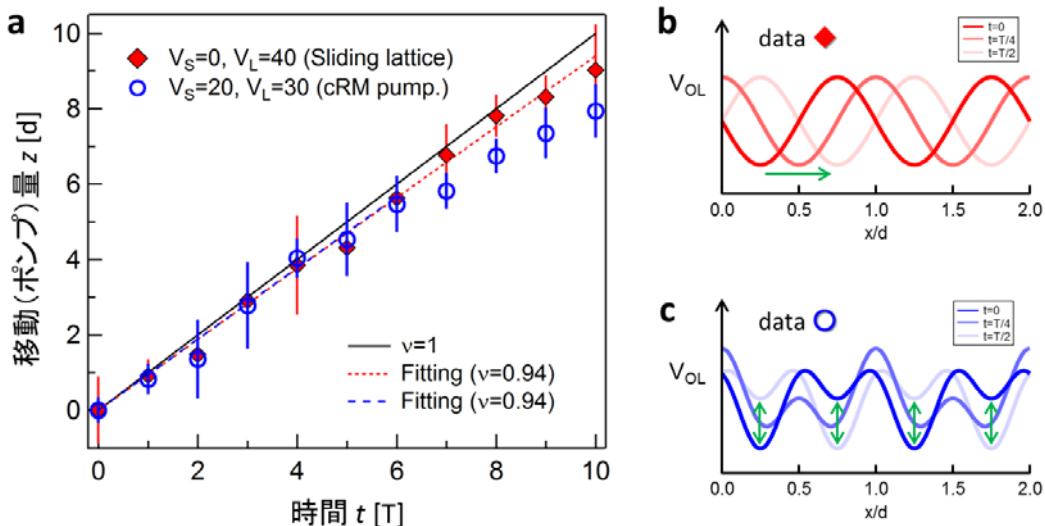 a
移動(ポンプ)量 z [d]
10
8
6
4
2
0
V_S=0, V_L=40 (Sliding lattice)
V_S=20, V_L=30 (cRM pump.)
ν=1
Fitting (ν=0.94)
Fitting (ν=0.94)
0 2 4 6 8 10
時間 t [T]
b
data
t=0
t=T/4
t=T/2
V_OL
0.0 0.5 1.0 1.5 2.0
x/d
c
data
t=0
t=T/4
t=T/2
V_OL
0.0 0.5 1.0 1.5 2.0
x/d